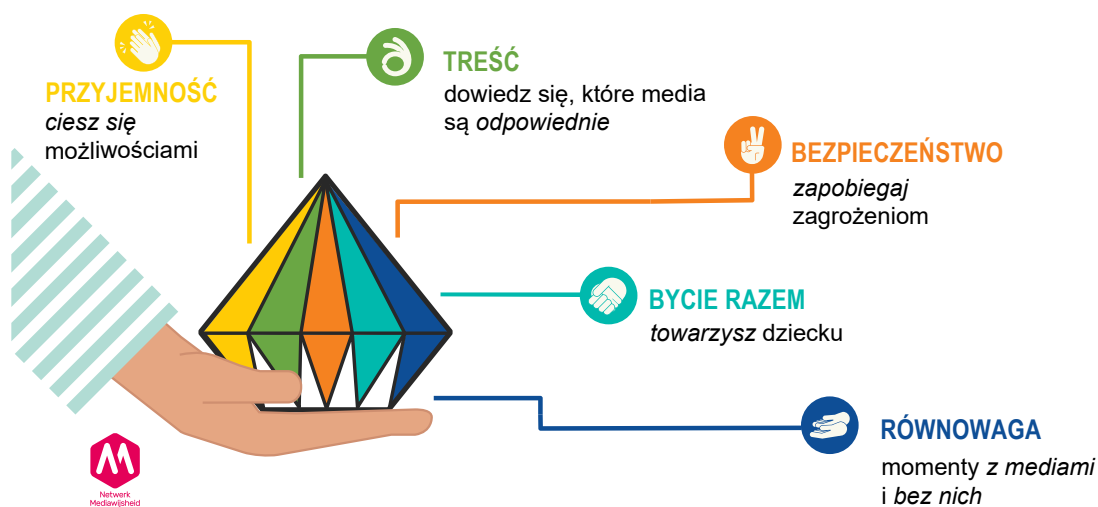 PRZYJEMNOŚĆ
ciesz się
możliwościami
TREŚĆ
dowiedz się, które media
są odpowiednie
BEZPIECZEŃSTWO
zapobiegaj
zagrożeniom
BYCIE RAZEM
towarzysz dziecku
RÓWNOWAGA
momenty z mediami
i bez nich
Netwerk
Mediawijsheid